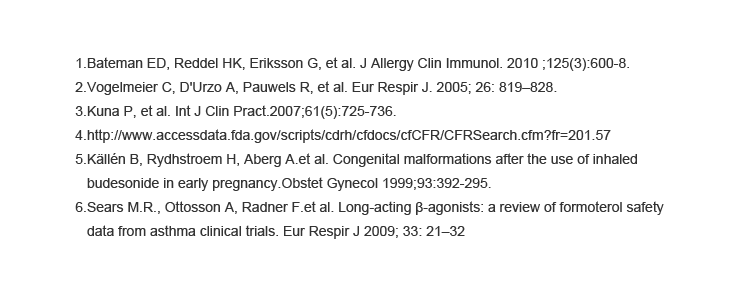 1.Bateman ED, Reddel HK, Eriksson G, et al. J Allergy Clin Immunol. 2010 ;125(3):600-8.
2.Vogelmeier C, D'Urzo A, Pauwels R, et al. Eur Respir J. 2005; 26: 819–828.
3.Kuna P, et al. Int J Clin Pract.2007;61(5):725-736.
4.http://www.accessdata.fda.gov/scripts/cdrh/cfdocs/cfCFR/CFRSearch.cfm?fr=201.57
5.Källén B, Rydhstroem H, Aberg A.et al. Congenital malformations after the use of inhaled
budesonide in early pregnancy.Obstet Gynecol 1999;93:392-295.
6.Sears M.R., Ottosson A, Radner F.et al. Long-acting β-agonists: a review of formoterol safety
data from asthma clinical trials. Eur Respir J 2009; 33: 21–32